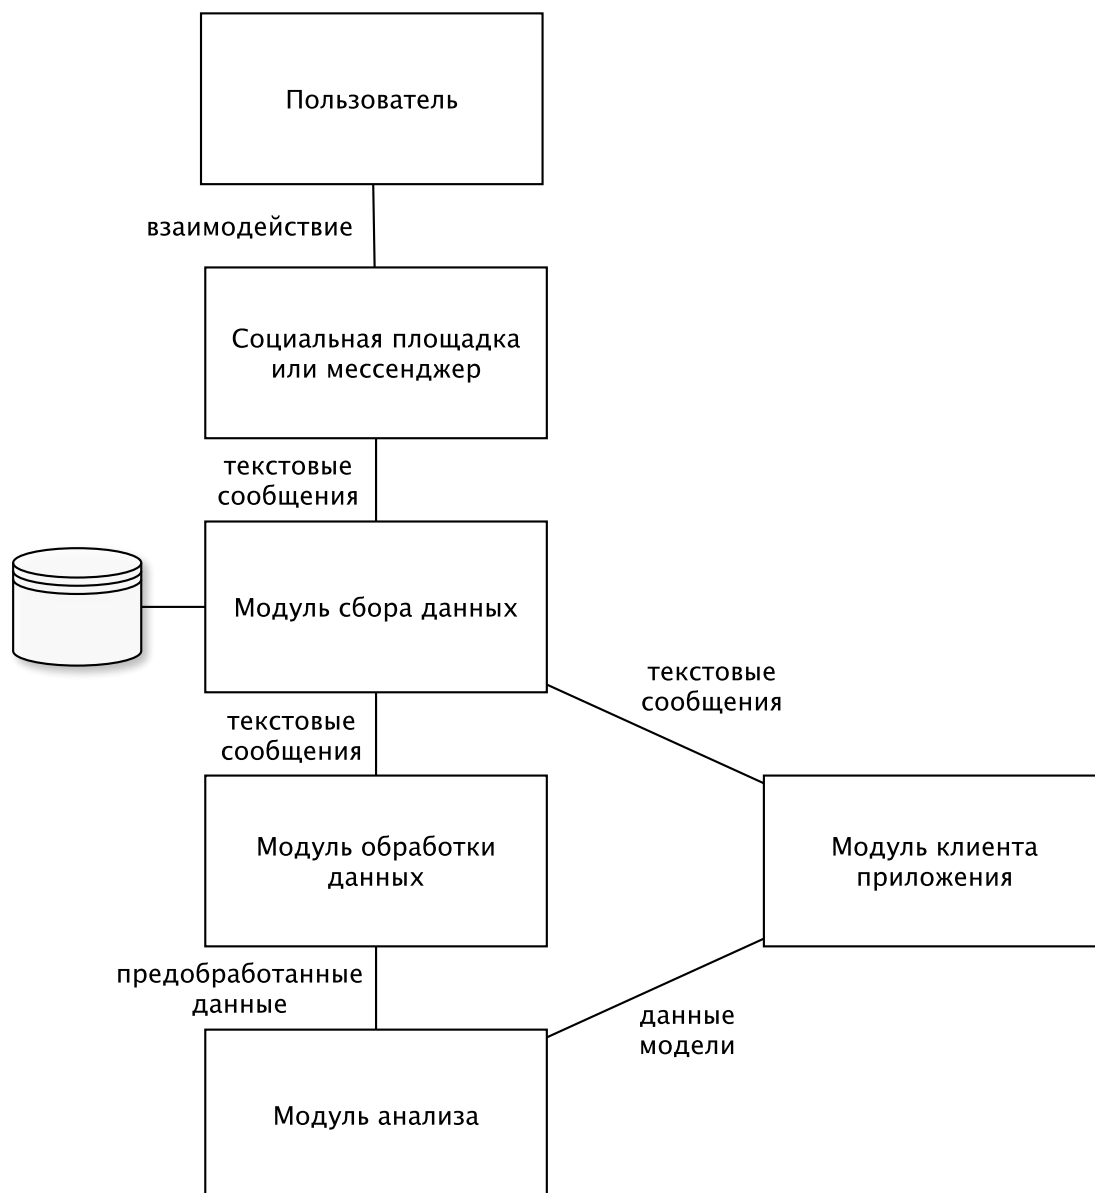 Пользователь
взаимодействие
Социальная площадка
или мессенджер
текстовые
сообщения
Модуль сбора данных
текстовые
сообщения
текстовые
сообщения
Модуль обработки
данных
Модуль клиента
приложения
предобработанные
данные
данные
модели
Модуль анализа